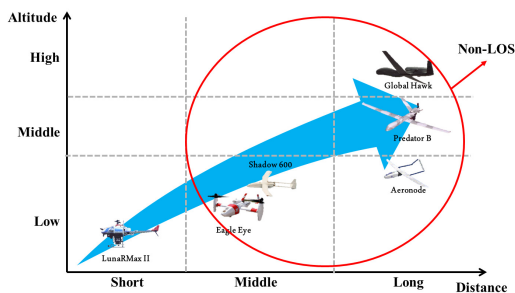 Altitude
High
Non-LOS
Global Hawk
Middle
Predator B
Shadow 600
Aeronode
Low
Eagle Eye
LunaRMax II
Short
Middle
Long
Distance